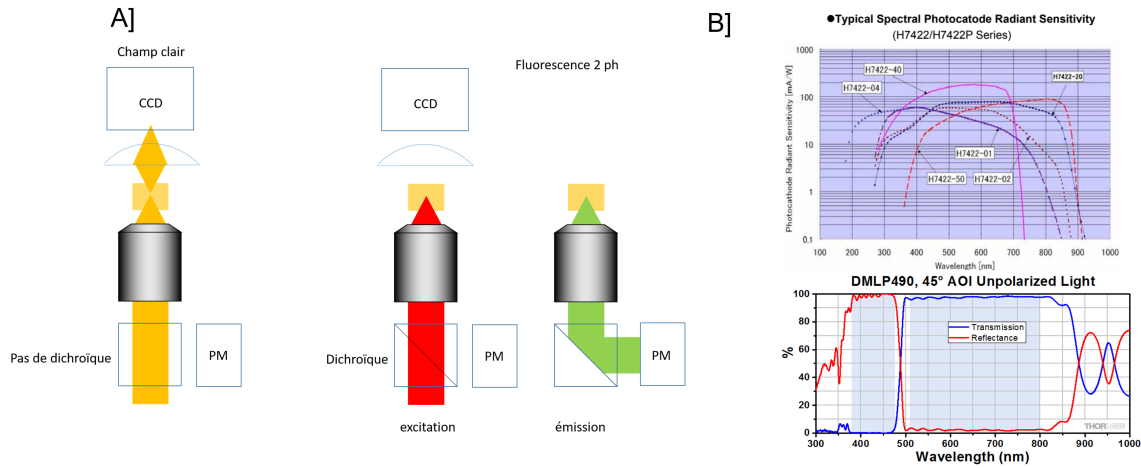 A]
Champ clair
CCD
Pas de dichroïque
PM
Fluorescence 2 ph
CCD
Dichroïque
PM
PM
excitation
émission
B]
●Typical Spectral Photocatode Radiant Sensitivity
(H7422/H7422P Series)
Photocathode Radiant Sensitivity [mA/W]
1000
100
10
1
0.1
H7422-40
H7422-04
H7422-20
H7422-01
H7422-50
H7422-02
100 200 300 400 500 600 700 800 900 1000
Wavelength [nm]
DMLP490, 45° AOI Unpolarized Light
%
100
80
60
40
20
0
Transmission
Reflectance
THORLABS
300 400 500 600 700 800 900 1000
Wavelength (nm)